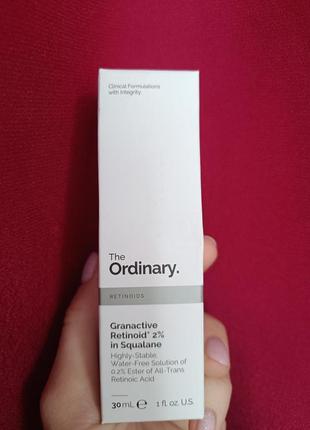 Clinical Formulations
with Integrity.
The
Ordinary.
RETINOIDS
Granactive
Retinoid* 2%
in Squalane
Highly-Stable,
Water-Free Solution of
0.2% Ester of All-Trans
Retinoic Acid
30 mL ℮ 1 fl. oz. U.S.